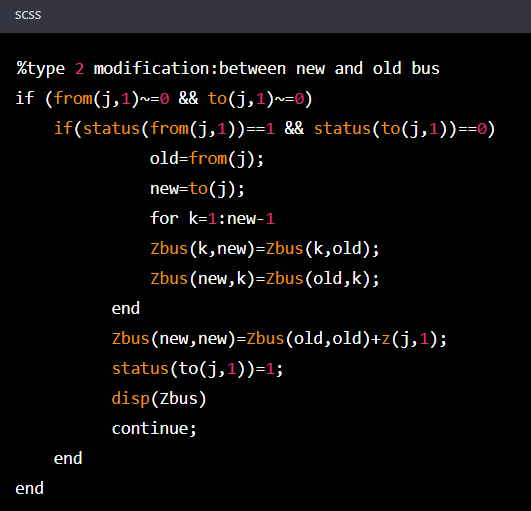 scss
%type 2 modification:between new and old bus
if (from(j,1)~=0 && to(j,1)~=0)
    if(status(from(j,1))==1 && status(to(j,1))==0)
              old=from(j);
              new=to(j);
              for k=1:new-1
              Zbus(k,new)=Zbus(k,old);
              Zbus(new,k)=Zbus(old,k);
          end
          Zbus(new,new)=Zbus(old,old)+z(j,1);
          status(to(j,1))=1;
          disp(Zbus)
          continue;
    end
end